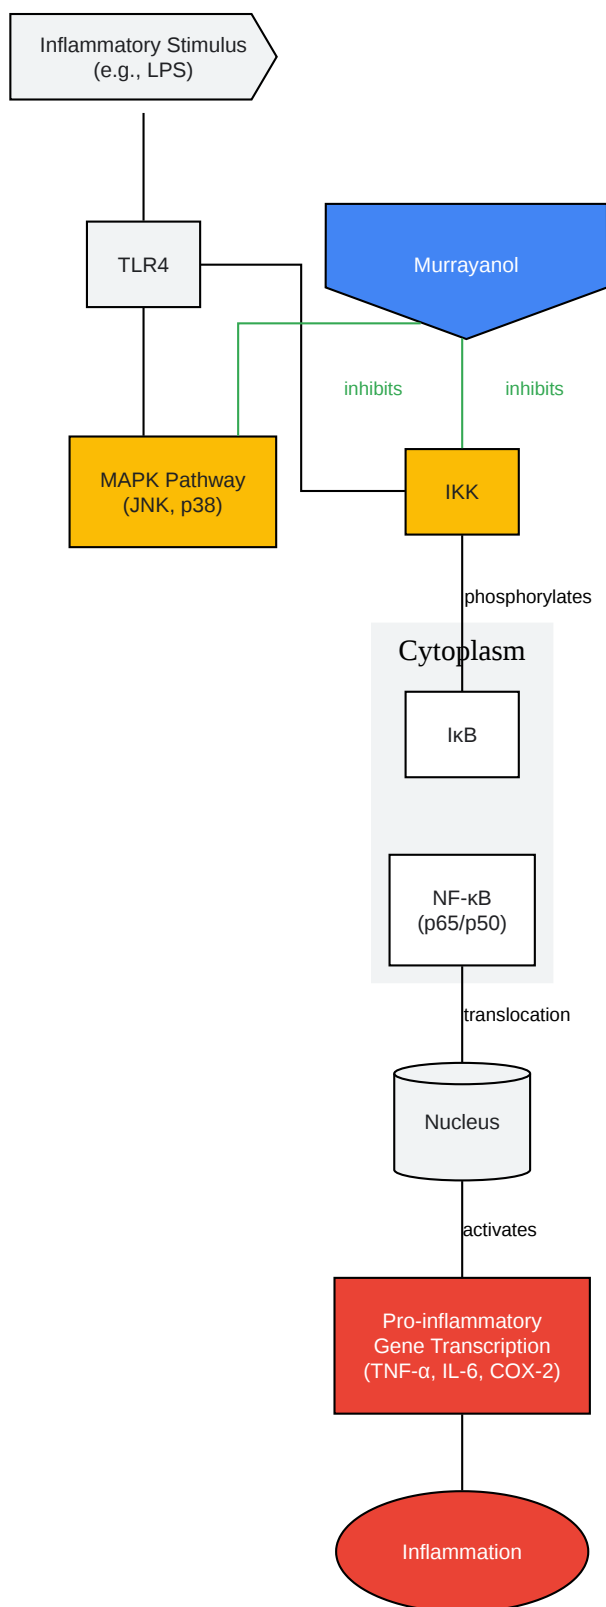 Inflammatory Stimulus
(e.g., LPS)
TLR4
Murrayanol
inhibits
inhibits
MAPK Pathway
(JNK, p38)
IKK
phosphorylates
Cytoplasm
IκB
NF-κB
(p65/p50)
translocation
Nucleus
activates
Pro-inflammatory
Gene Transcription
(TNF-α, IL-6, COX-2)
Inflammation